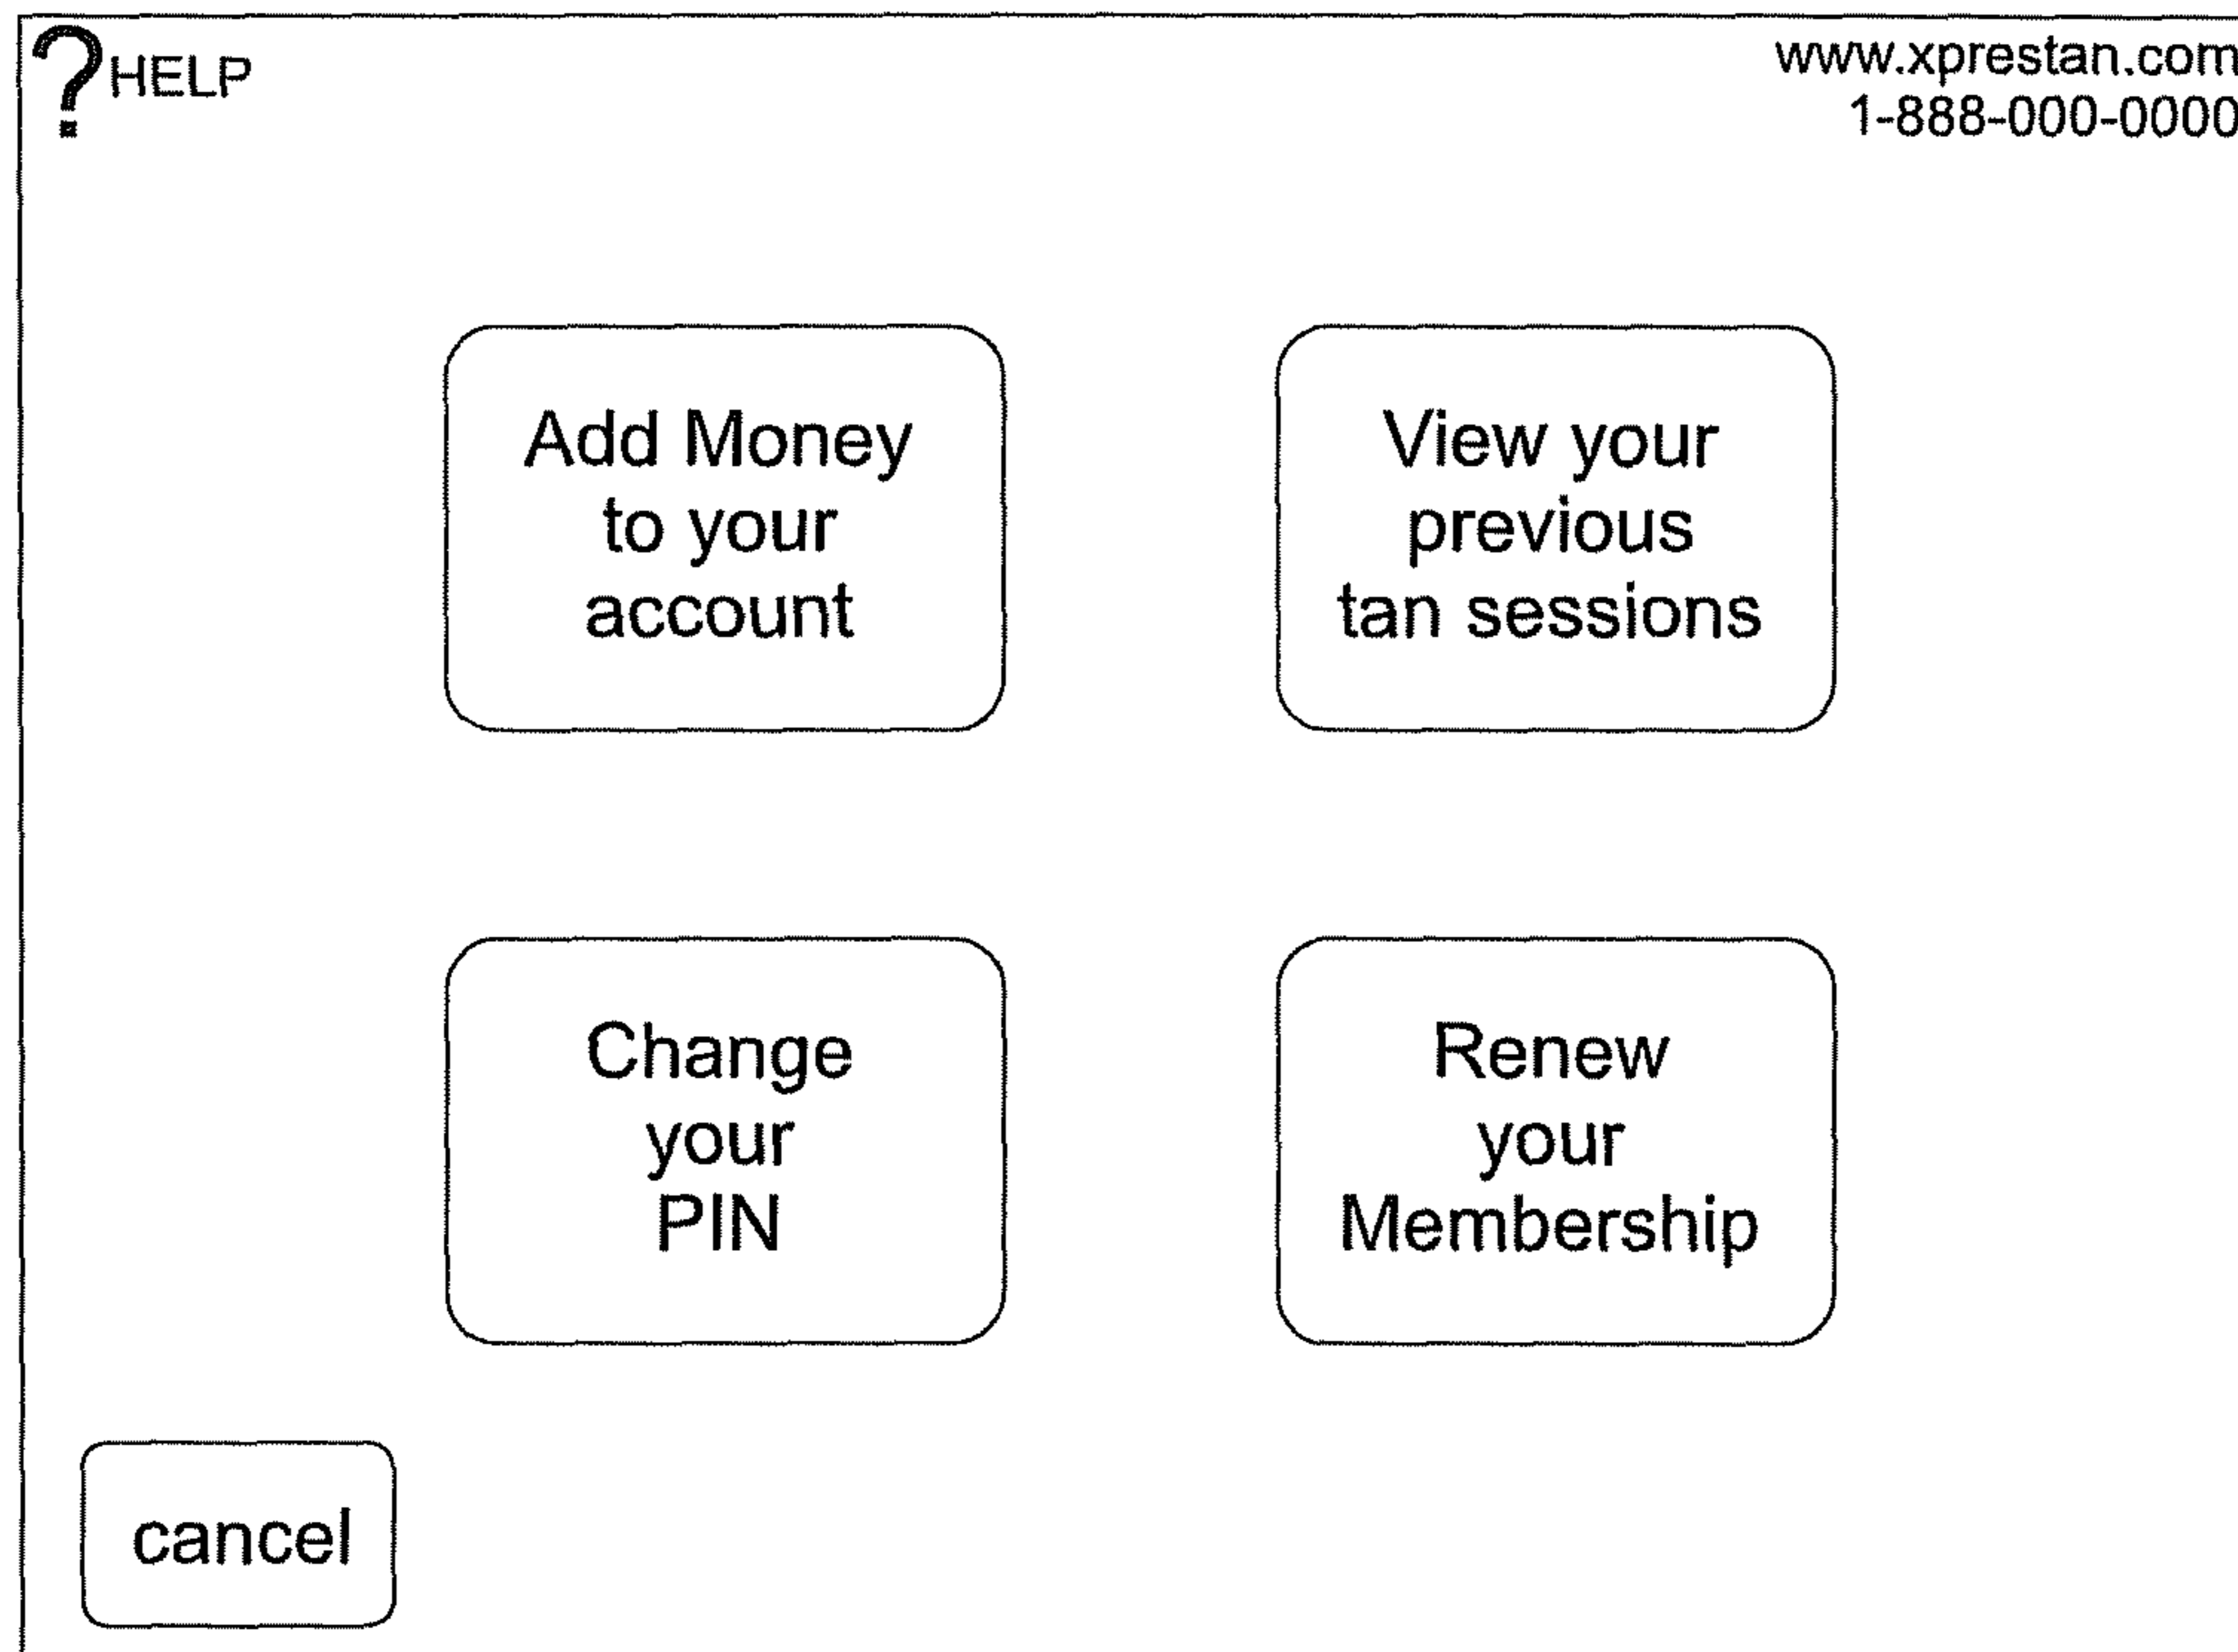 ?HELP
www.xprestan.com
1-888-000-0000
Add Money
to your
account
View your
previous
tan sessions
Change
your
PIN
Renew
your
Membership
cancel